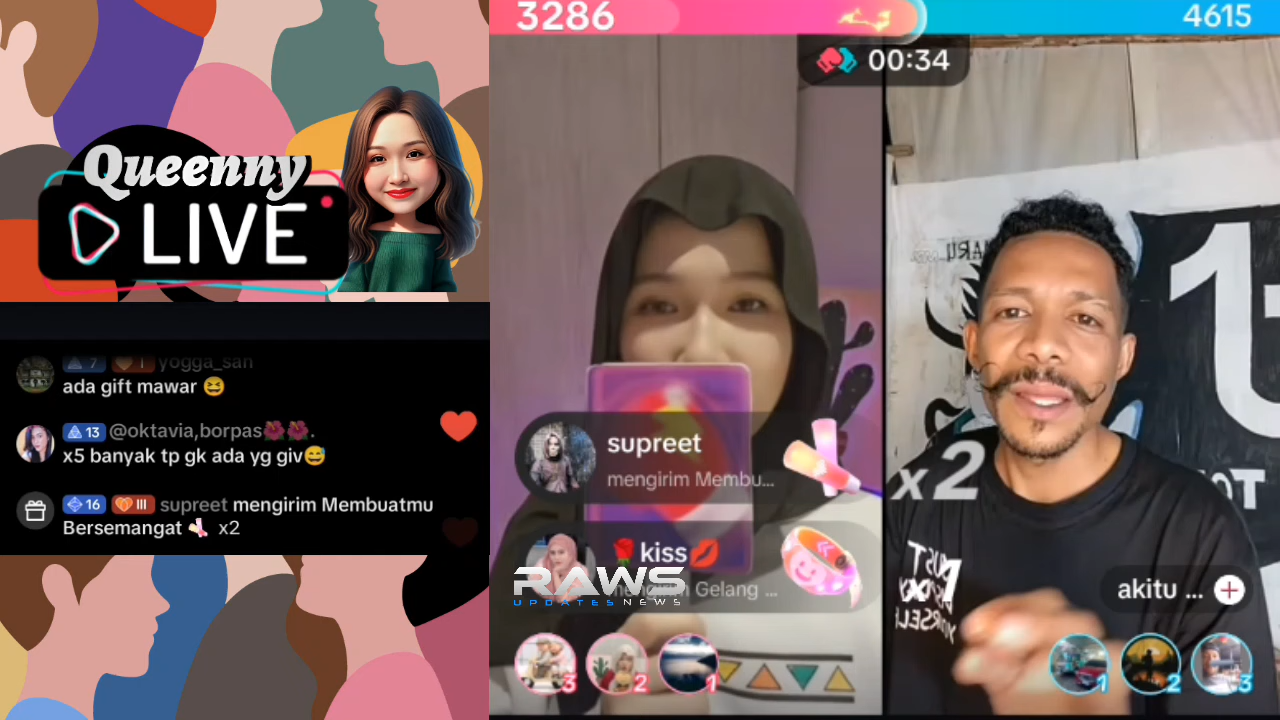 Queenny
LIVE
7 1 yogga_san
ada gift mawar 😆
13 @oktavia,borpas🌺🌺.
x5 banyak tp gk ada yg giv😅
16 III supreet mengirim Membuatmu
Bersemangat x2
3286
4615
00:34
supreet
mengirim Membu...
🌹kiss💋
Gelang ...
RAWS
UPDATES NEWS
3 2 1
x2
akitu ...
1 2 3